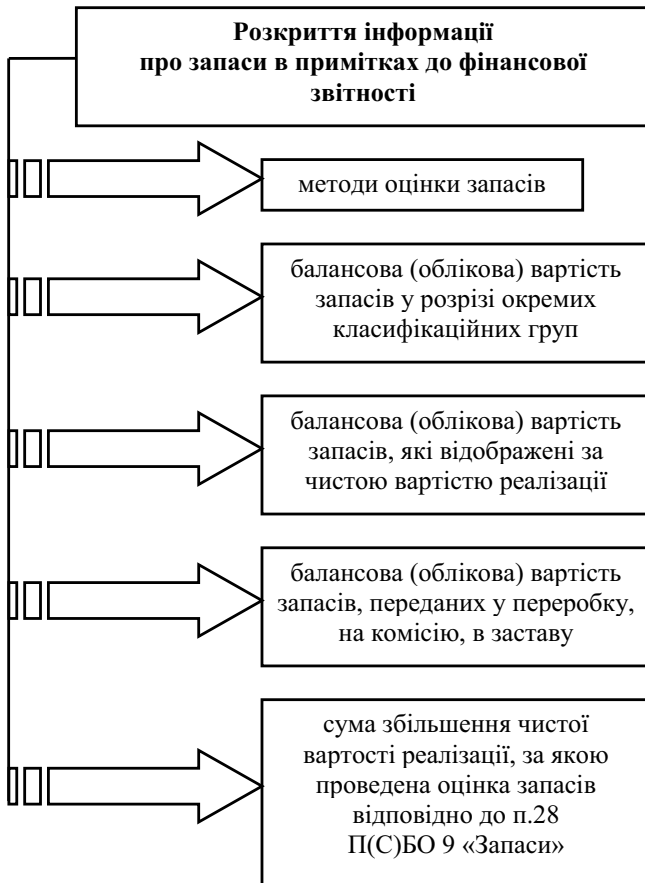 Розкриття інформації
про запаси в примітках до фінансової
звітності
методи оцінки запасів
балансова (облікова) вартість
запасів у розрізі окремих
класифікаційних груп
балансова (облікова) вартість
запасів, які відображені за
чистою вартістю реалізації
балансова (облікова) вартість
запасів, переданих у переробку,
на комісію, в заставу
сума збільшення чистої
вартості реалізації, за якою
проведена оцінка запасів
відповідно до п.28
П(С)БО 9 «Запаси»